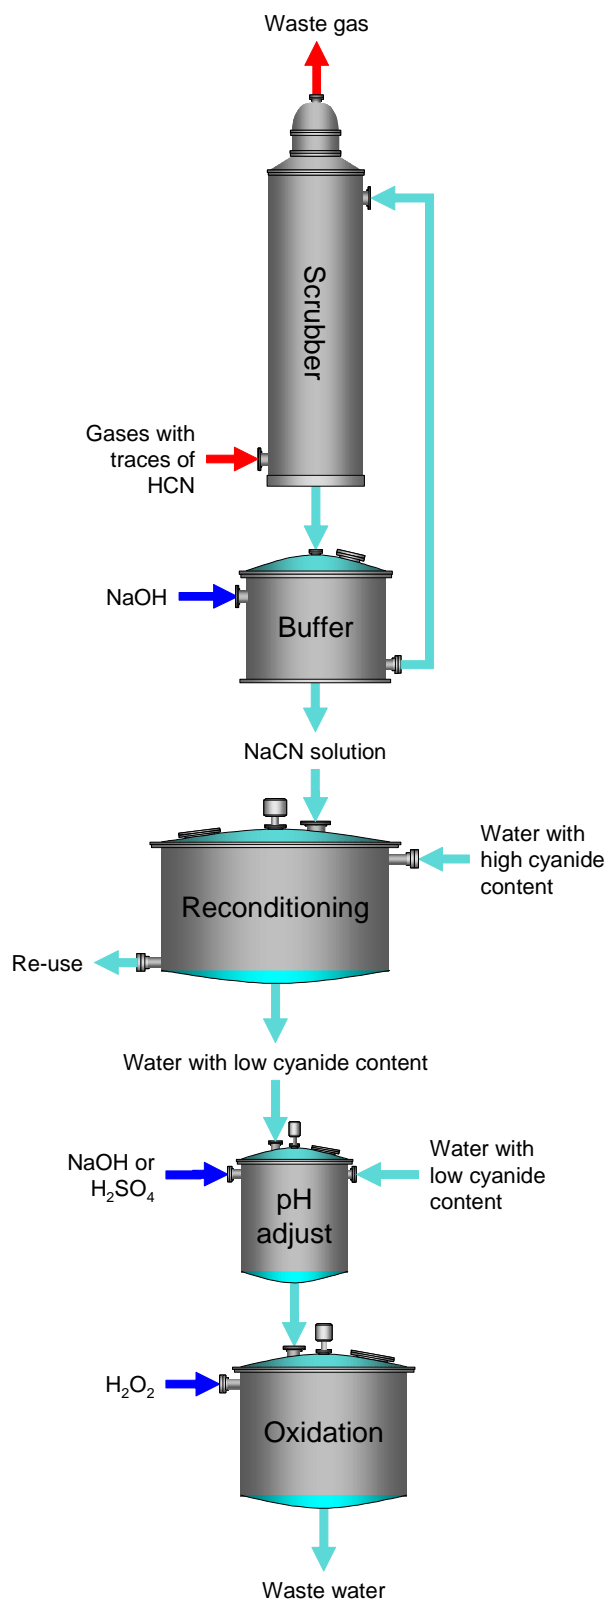 Waste gas
Scrubber
Gases with
traces of
HCN
NaOH
Buffer
NaCN solution
Water with
high cyanide
content
Reconditioning
Re-use
Water with low cyanide content
NaOH or
H₂SO₄
Water with
low cyanide
content
pH
adjust
H₂O₂
Oxidation
Waste water